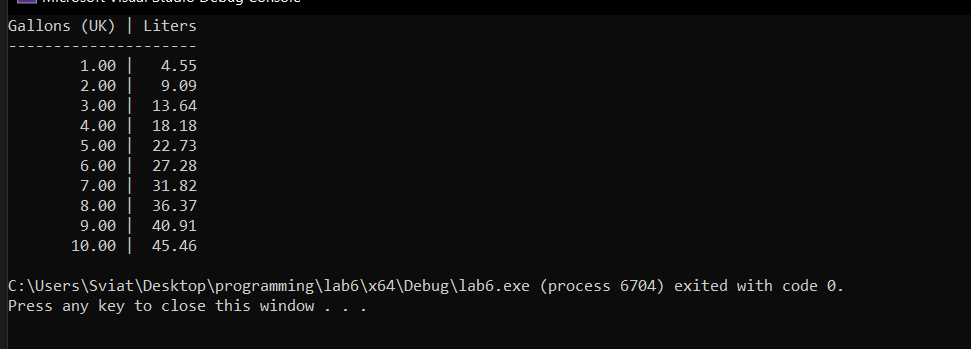 Microsoft Visual Studio Debug Console
Gallons (UK) | Liters
---------------------
        1.00 |   4.55
        2.00 |   9.09
        3.00 |  13.64
        4.00 |  18.18
        5.00 |  22.73
        6.00 |  27.28
        7.00 |  31.82
        8.00 |  36.37
        9.00 |  40.91
       10.00 |  45.46
C:\Users\Sviat\Desktop\programming\lab6\x64\Debug\lab6.exe (process 6704) exited with code 0.
Press any key to close this window . . .